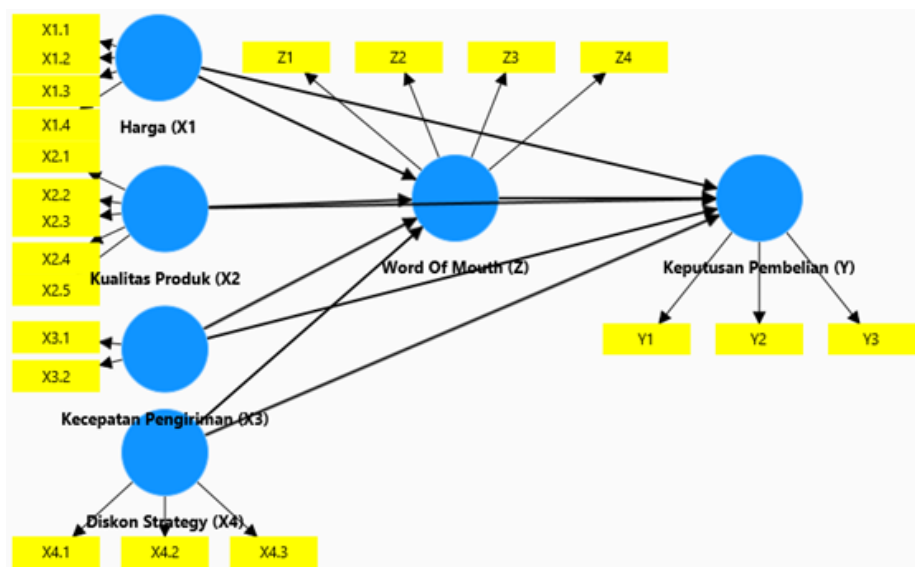 X1.1
X1.2
X1.3
X1.4
Harga (X1
Z1
Z2
Z3
Z4
X2.1
X2.2
X2.3
X2.4
X2.5
Kualitas Produk (X2
Word Of Mouth (Z)
Keputusan Pembelian (Y)
Y1
Y2
Y3
X3.1
X3.2
Kecepatan Pengiriman (X3)
Diskon Strategy (X4)
X4.1
X4.2
X4.3